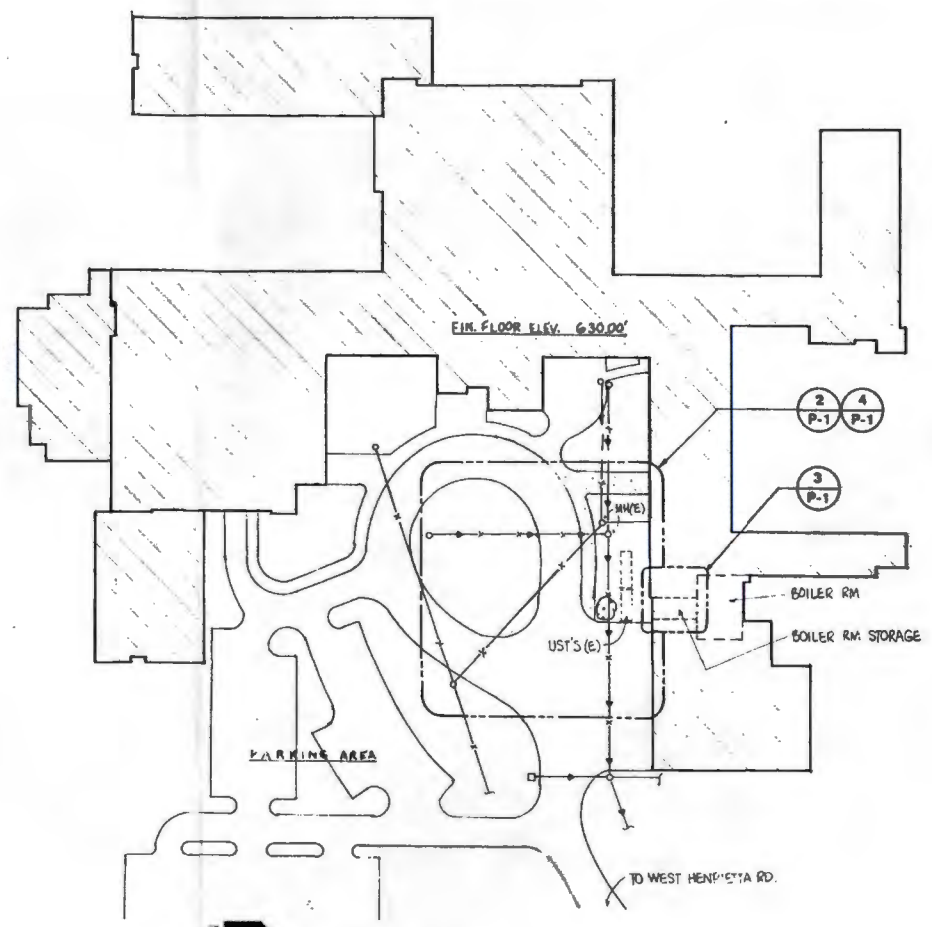 FIN. FLOOR ELEV. 630.00'
2 4
P-1 P-1
3
P-1
MH(E)
BOILER RM
BOILER RM STORAGE
UST'S (E)
PARKING AREA
TO WEST HENRIETTA RD.